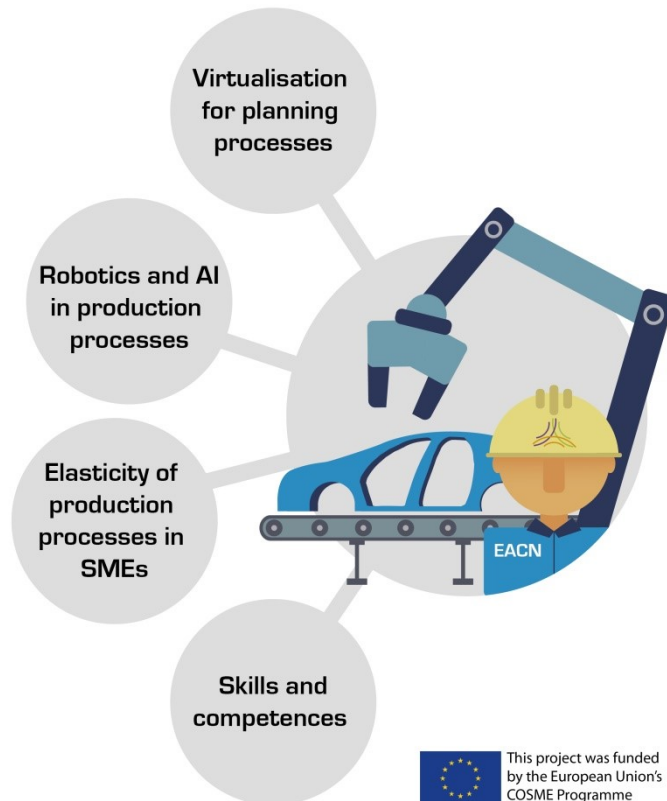 Virtualisation
for planning
processes
Robotics and AI
in production
processes
Elasticity of
production
processes in
SMEs
EACN
Skills and
competences
This project was funded
by the European Union's
COSME Programme